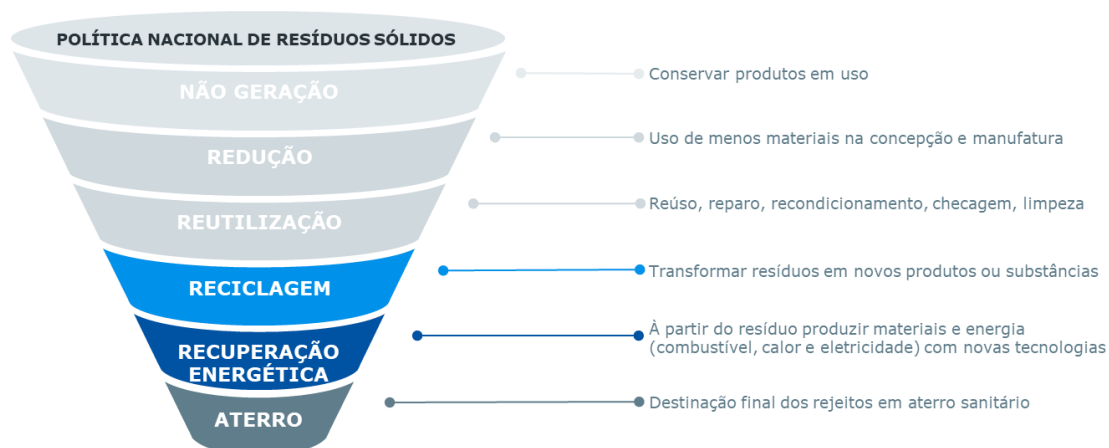 POLÍTICA NACIONAL DE RESÍDUOS SÓLIDOS
NÃO GERAÇÃO
Conservar produtos em uso
REDUÇÃO
Uso de menos materiais na concepção e manufatura
REUTILIZAÇÃO
Reúso, reparo, recondicionamento, checagem, limpeza
RECICLAGEM
Transformar resíduos em novos produtos ou substâncias
RECUPERAÇÃO
ENERGÉTICA
À partir do resíduo produzir materiais e energia
(combustível, calor e eletricidade) com novas tecnologias
ATERRO
Destinação final dos rejeitos em aterro sanitário